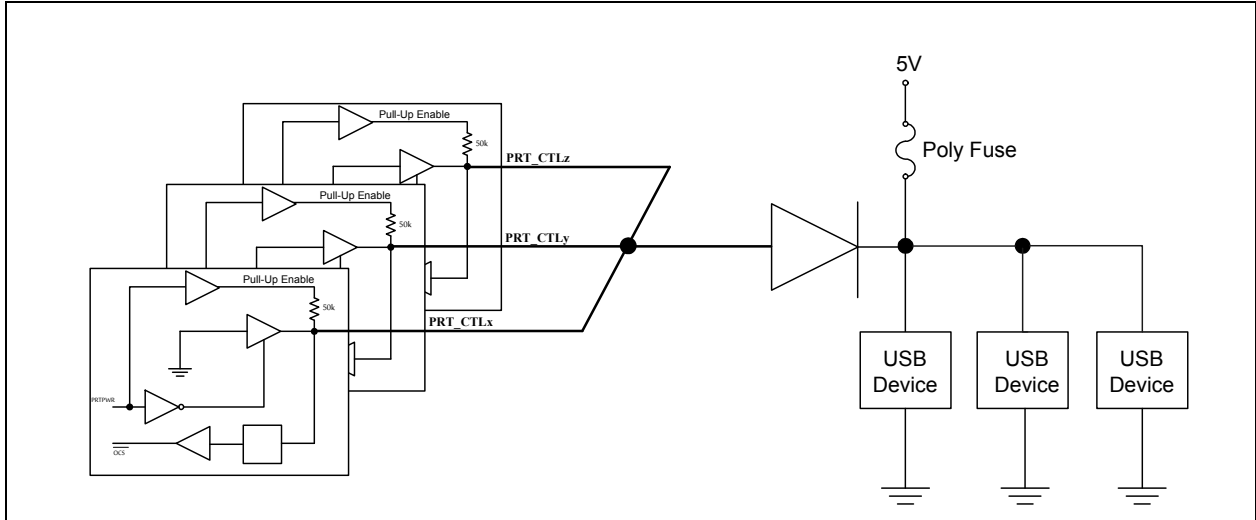 5V
Poly Fuse
Pull-Up Enable
50k
PRT_CTLz
Pull-Up Enable
50k
PRT_CTLy
Pull-Up Enable
50k
PRT_CTLx
PRTPWR
OCS
USB
Device
USB
Device
USB
Device